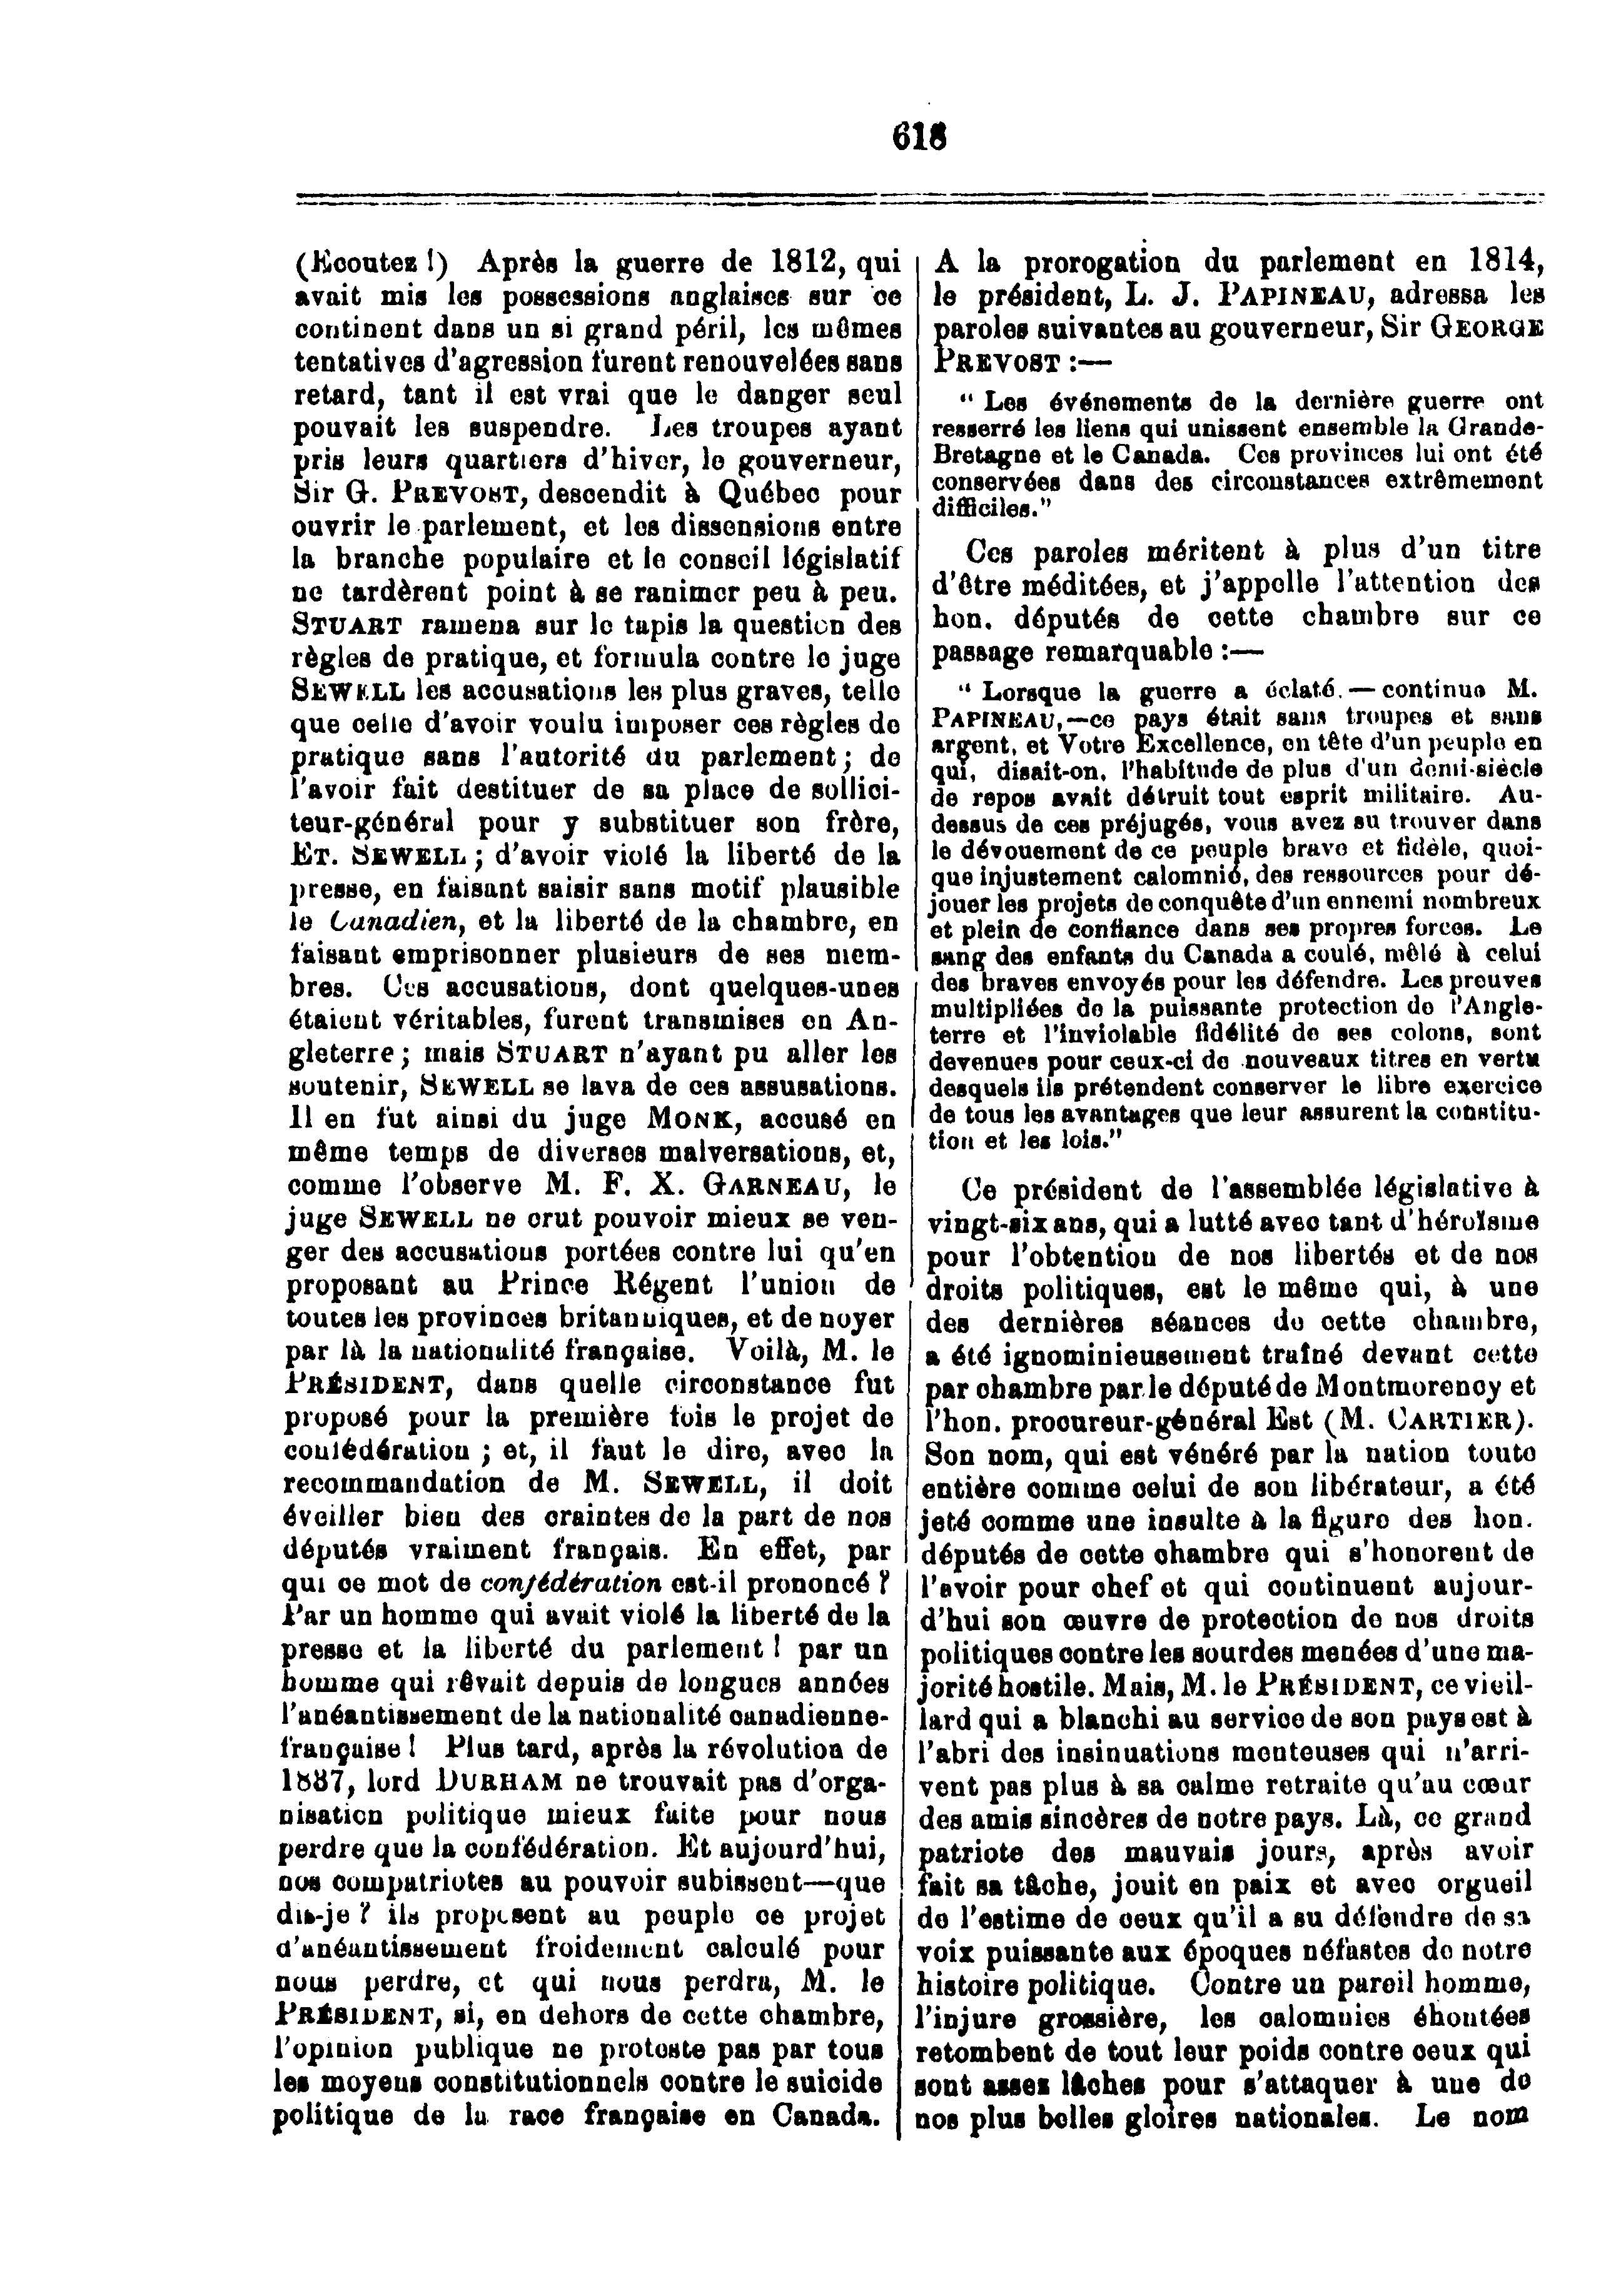 618
(Ecoutez !) Après la guerre de 1812, qui
avait mis les possessions anglaises sur ce
continent dans un si grand péril, les mêmes
tentatives d'agression furent renouvelées sans
retard, tant il est vrai que le danger seul
pouvait les suspendre. Les troupes ayant
pris leurs quartiers d'hiver, le gouverneur,
Sir G. PREVOST, descendit à Québec pour
ouvrir le parlement, et les dissensions entre
la branche populaire et le conseil législatif
ne tardèrent point à se ranimer peu à peu.
STUART ramena sur le tapis la question des
règles de pratique, et formula contre le juge
SEWELL les accusations les plus graves, telle
que celle d'avoir voulu imposer ces règles de
pratique sans l'autorité du parlement ; de
l'avoir fait destituer de sa place de sollici-
teur-général pour y substituer son frère,
ET. SEWELL ; d'avoir violé la liberté de la
presse, en faisant saisir sans motif plausible
le Canadien, et la liberté de la chambre, en
faisant emprisonner plusieurs de ses mem-
bres. Ces accusations, dont quelques-unes
étaient véritables, furent transmises en An-
gleterre ; mais STUART n'ayant pu aller les
soutenir, SEWELL se lava de ces assusations.
Il en fut ainsi du juge MONK, accusé en
même temps de diverses malversations, et,
comme l'observe M. F. X. GARNEAU, le
juge SEWELL ne crut pouvoir mieux se ven-
ger des accusations portées contre lui qu'en
proposant au Prince Régent l'union de
toutes les provinces britanniques, et de noyer
par là la nationalité française. Voilà, M. le
PRÉSIDENT, dans quelle circonstance fut
proposé pour la première fois le projet de
confédération ; et, il faut le dire, avec la
recommandation de M. SEWELL, il doit
éveiller bien des craintes de la part de nos
députés vraiment français. En effet, par
qui ce mot de confédération est-il prononcé ?
Par un homme qui avait violé la liberté de la
presse et la liberté du parlement ! par un
homme qui rêvait depuis de longues années
l'anéantissement de la nationalité canadienne-
française ! Plus tard, après la révolution de
1837, lord DURHAM ne trouvait pas d'orga-
nisation politique mieux faite pour nous
perdre que la confédération. Et aujourd'hui,
nos compatriotes au pouvoir subissent—que
dis-je ? ils proposent au peuple ce projet
d'anéantissement froidement calculé pour
nous perdre, et qui nous perdra, M. le
PRÉSIDENT, si, en dehors de cette chambre,
l'opinion publique ne proteste pas par tous
les moyens constitutionnels contre le suicide
politique de la race française en Canada.
A la prorogation du parlement en 1814,
le président, L. J. PAPINEAU, adressa les
paroles suivantes au gouverneur, Sir GEORGE
PREVOST :—
" Les événements de la dernière guerre ont
resserré les liens qui unissent ensemble la Grande-
Bretagne et le Canada. Ces provinces lui ont été
conservées dans des circonstances extrêmement
difficiles."
Ces paroles méritent à plus d'un titre
d'être méditées, et j'appelle l'attention des
hon. députés de cette chambre sur ce
passage remarquable :—
" Lorsque la guerre a éclaté, — continue M.
PAPINEAU,—ce pays était sans troupes et sans
argent, et Votre Excellence, en tête d'un peuple en
qui, disait-on, l'habitude de plus d'un demi-siècle
de repos avait détruit tout esprit militaire. Au-
dessus de ces préjugés, vous avez su trouver dans
le dévouement de ce peuple brave et fidèle, quoi-
que injustement calomnié, des ressources pour dé-
jouer les projets de conquête d'un ennemi nombreux
et plein de confiance dans ses propres forces. Le
sang des enfants du Canada a coulé, mêlé à celui
des braves envoyés pour les défendre. Les preuves
multipliées de la puissante protection de l'Angle-
terre et l'inviolable fidélité de ses colons, sont
devenues pour ceux-ci de nouveaux titres en vertu
desquels ils prétendent conserver le libre exercice
de tous les avantages que leur assurent la constitu-
tion et les lois."
Ce président de l'assemblée législative à
vingt-six ans, qui a lutté avec tant d'héroïsme
pour l'obtention de nos libertés et de nos
droits politiques, est le même qui, à une
des dernières séances de cette chambre,
a été ignominieusement traîné devant cette
par chambre par le député de Montmorency et
l'hon. procureur-général Est (M. CARTIER).
Son nom, qui est vénéré par la nation toute
entière comme celui de son libérateur, a été
jeté comme une insulte à la figure des hon.
députés de cette chambre qui s'honorent de
l'avoir pour chef et qui continuent aujour-
d'hui son œuvre de protection de nos droits
politiques contre les sourdes menées d'une ma-
jorité hostile. Mais, M. le PRÉSIDENT, ce vieil-
lard qui a blanchi au service de son pays est à
l'abri des insinuations menteuses qui n'arri-
vent pas plus à sa calme retraite qu'au cœur
des amis sincères de notre pays. Là, ce grand
patriote des mauvais jours, après avoir
fait sa tâche, jouit en paix et avec orgueil
de l'estime de ceux qu'il a su défendre de sa
voix puissante aux époques néfastes de notre
histoire politique. Contre un pareil homme,
l'injure grossière, les calomnies éhontées
retombent de tout leur poids contre ceux qui
sont assez lâches pour s'attaquer à une de
nos plus belles gloires nationales. Le nom